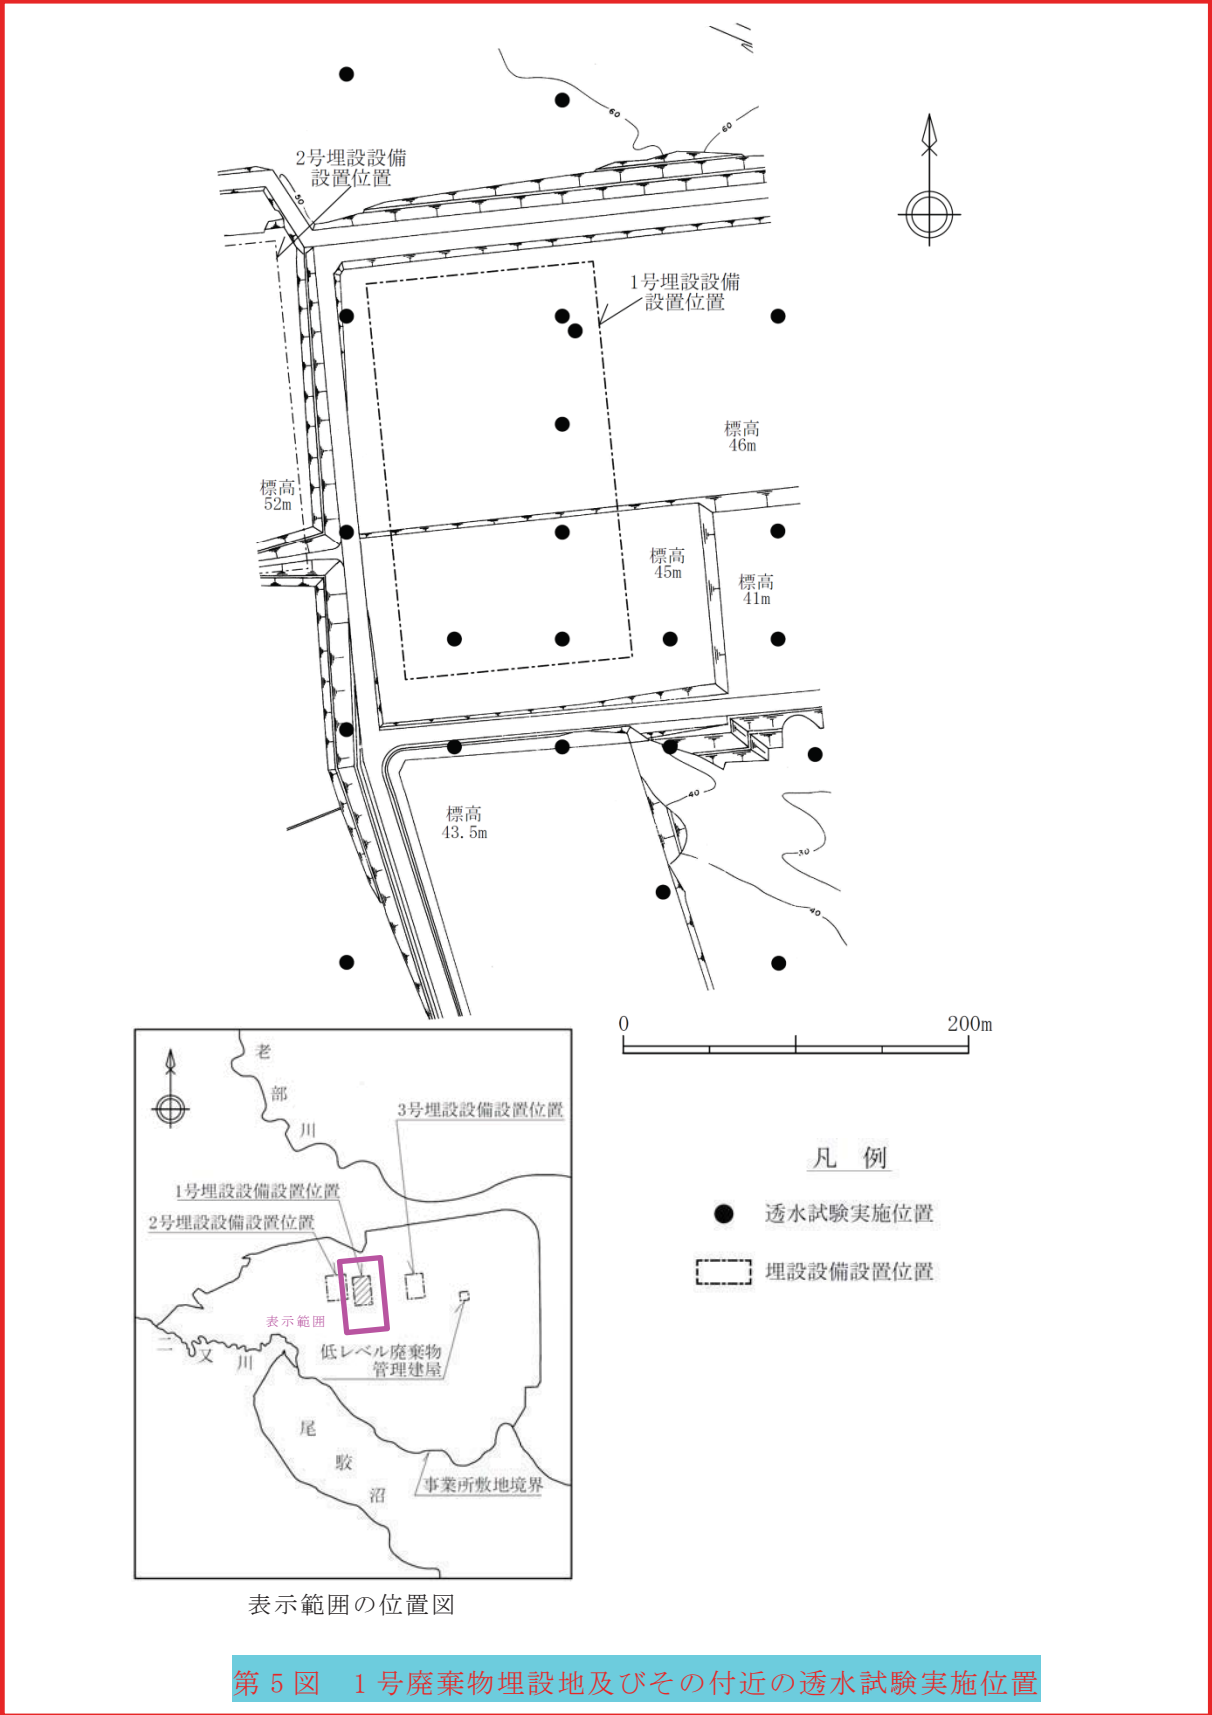 60
60
2号埋設設備
設置位置
50
1号埋設設備
設置位置
標高
46m
標高
52m
標高
45m
標高
41m
40
標高
43.5m
30
40
0 200m
老
部
川
3号埋設設備設置位置
1号埋設設備設置位置
2号埋設設備設置位置
表示範囲
二
又
川
低レベル廃棄物
管理建屋
尾
駮
沼
事業所敷地境界
表示範囲の位置図
凡 例
透水試験実施位置
埋設設備設置位置
第5図 1号廃棄物埋設地及びその付近の透水試験実施位置